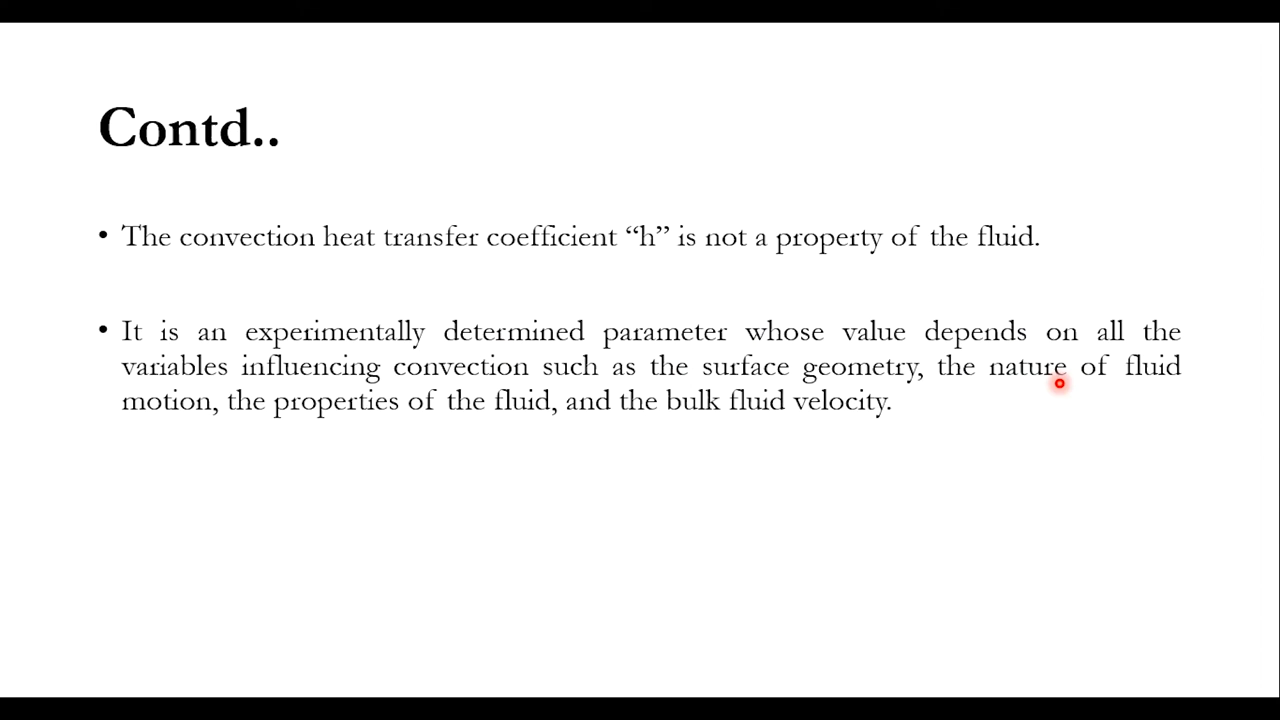 Contd..
• The convection heat transfer coefficient “h” is not a property of the fluid.
• It is an experimentally determined parameter whose value depends on all the
variables influencing convection such as the surface geometry, the nature of fluid
motion, the properties of the fluid, and the bulk fluid velocity.